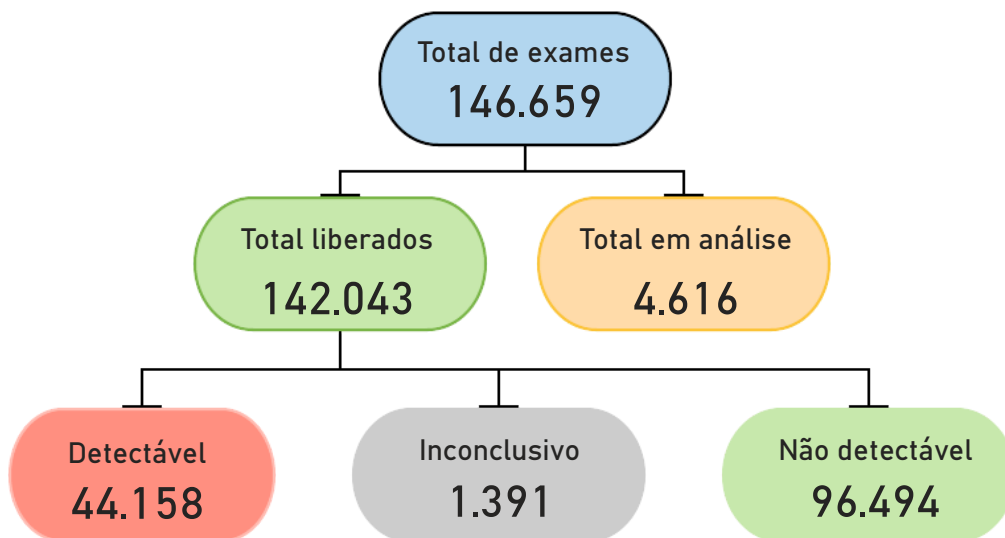 Total de exames
146.659
Total liberados
142.043
Total em análise
4.616
Detectável
44.158
Inconclusivo
1.391
Não detectável
96.494